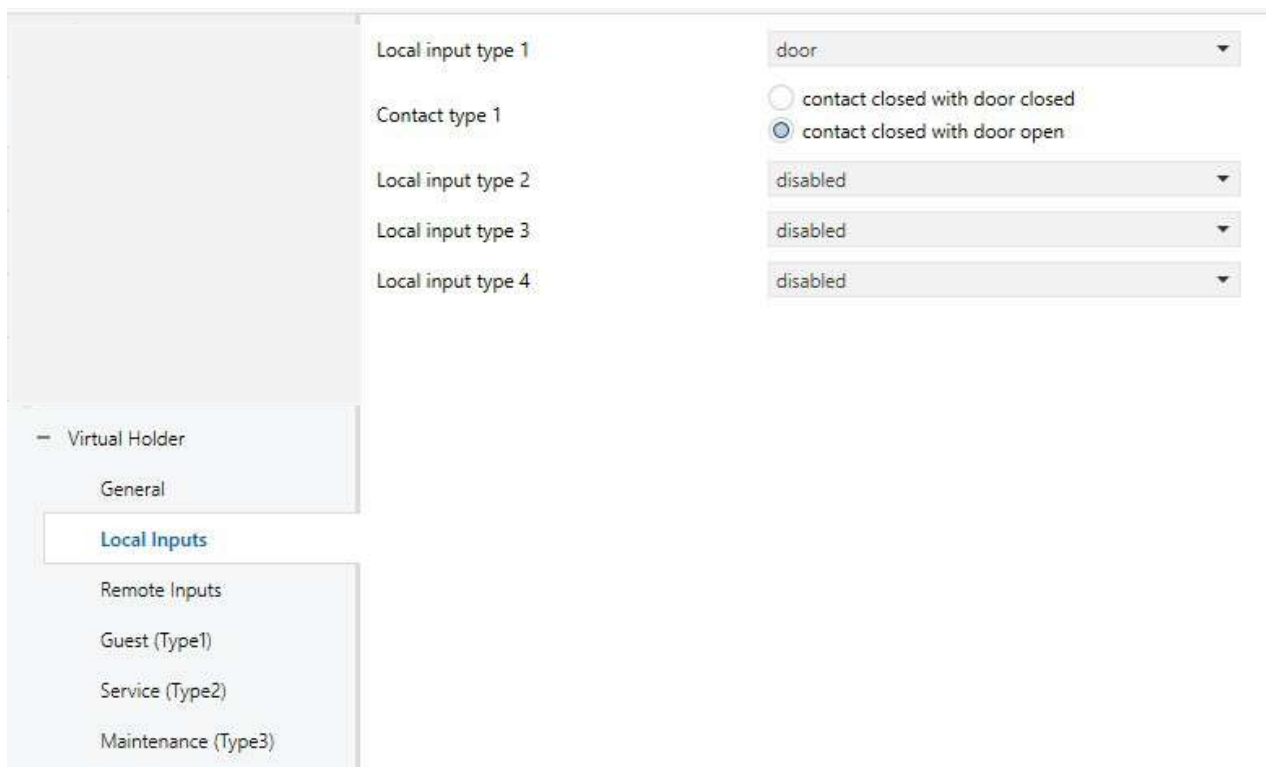 Local input type 1 door
Contact type 1
contact closed with door closed
contact closed with door open
Local input type 2 disabled
Local input type 3 disabled
Local input type 4 disabled
Virtual Holder
General
Local Inputs
Remote Inputs
Guest (Type1)
Service (Type2)
Maintenance (Type3)